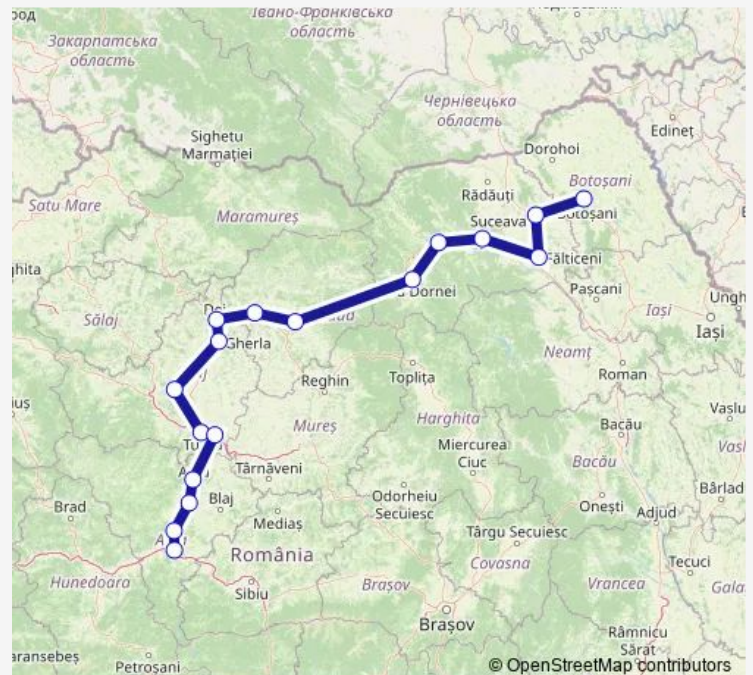 Івано-Франківська
область
Закарпатська
область
Чернівецька
область
Edineț
Sighetu
Marmației
Dorohoi
Botoșani
Rădăuți
Satu Mare
Suceava
Maramureș
Fălticeni
Pașcani
Iași
Iași
Sălaj
Gherla
Neamț
Reghin
Toplița
Roman
Mureș
Harghita
Bacău
Miercurea
Ciuc
Târnăveni
Bacău
Blaj
Odorheiu
Secuiesc
Bârlad
Brad
Mediaș
Onești
Adjud
Târgu Secuiesc
România
Covasna
Tecuci
Hunedoara
Sibiu
Brașov
Vrancea
Brașov
Râmnicu
Sărat
Petroșani
© OpenStreetMap contributors